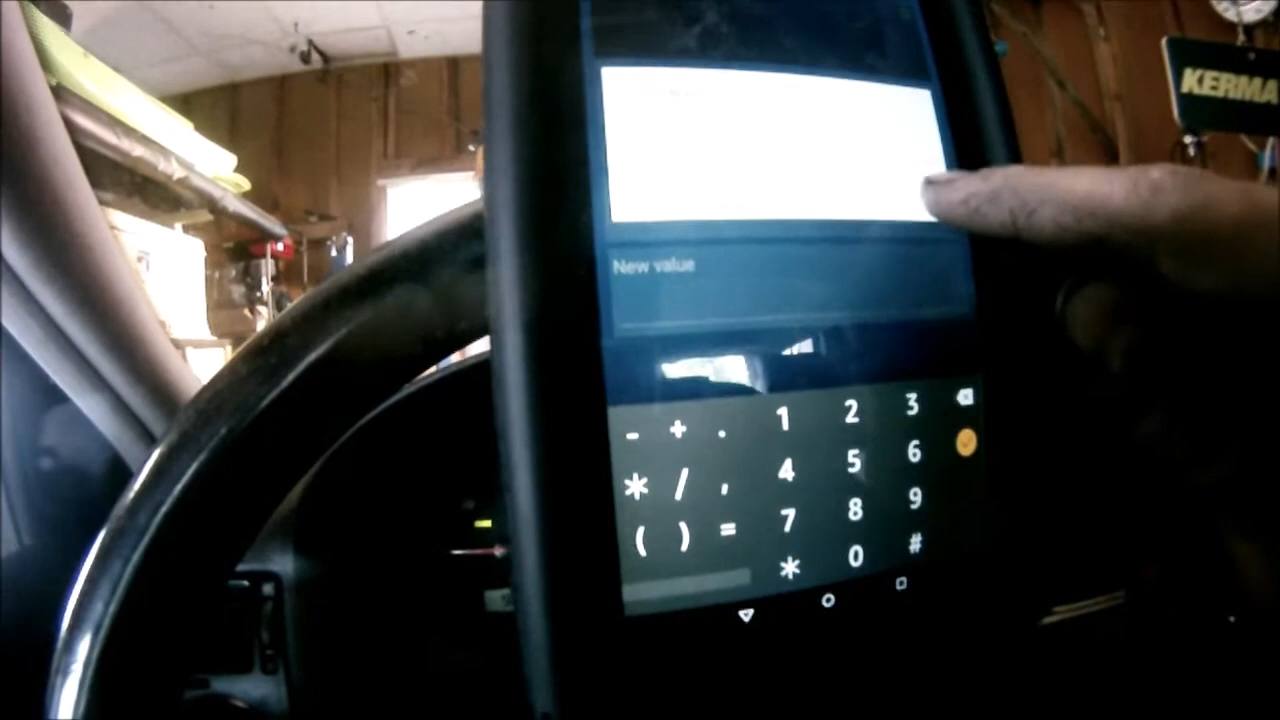 KERMA
New value
- + . 1 2 3
* / , 4 5 6
( ) = 7 8 9
* 0 #